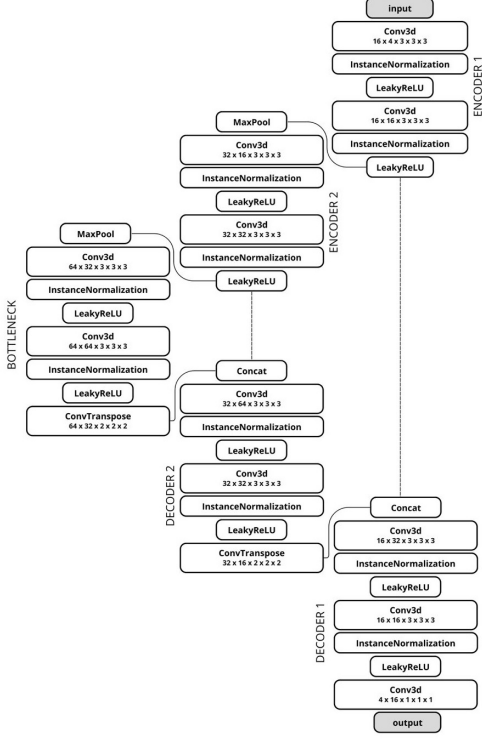 input
Conv3d
16 x 4 x 3 x 3 x 3
InstanceNormalization
LeakyReLU
Conv3d
16 x 16 x 3 x 3 x 3
InstanceNormalization
LeakyReLU
ENCODER 1
MaxPool
Conv3d
32 x 16 x 3 x 3 x 3
InstanceNormalization
LeakyReLU
Conv3d
32 x 32 x 3 x 3 x 3
InstanceNormalization
LeakyReLU
ENCODER 2
MaxPool
Conv3d
64 x 32 x 3 x 3 x 3
InstanceNormalization
LeakyReLU
Conv3d
64 x 64 x 3 x 3 x 3
InstanceNormalization
LeakyReLU
ConvTranspose
64 x 32 x 2 x 2 x 2
BOTTLENECK
Concat
Conv3d
32 x 64 x 3 x 3 x 3
InstanceNormalization
LeakyReLU
Conv3d
32 x 32 x 3 x 3 x 3
InstanceNormalization
LeakyReLU
ConvTranspose
32 x 16 x 2 x 2 x 2
DECODER 2
Concat
Conv3d
16 x 32 x 3 x 3 x 3
InstanceNormalization
LeakyReLU
Conv3d
16 x 16 x 3 x 3 x 3
InstanceNormalization
LeakyReLU
Conv3d
4 x 16 x 1 x 1 x 1
output
DECODER 1